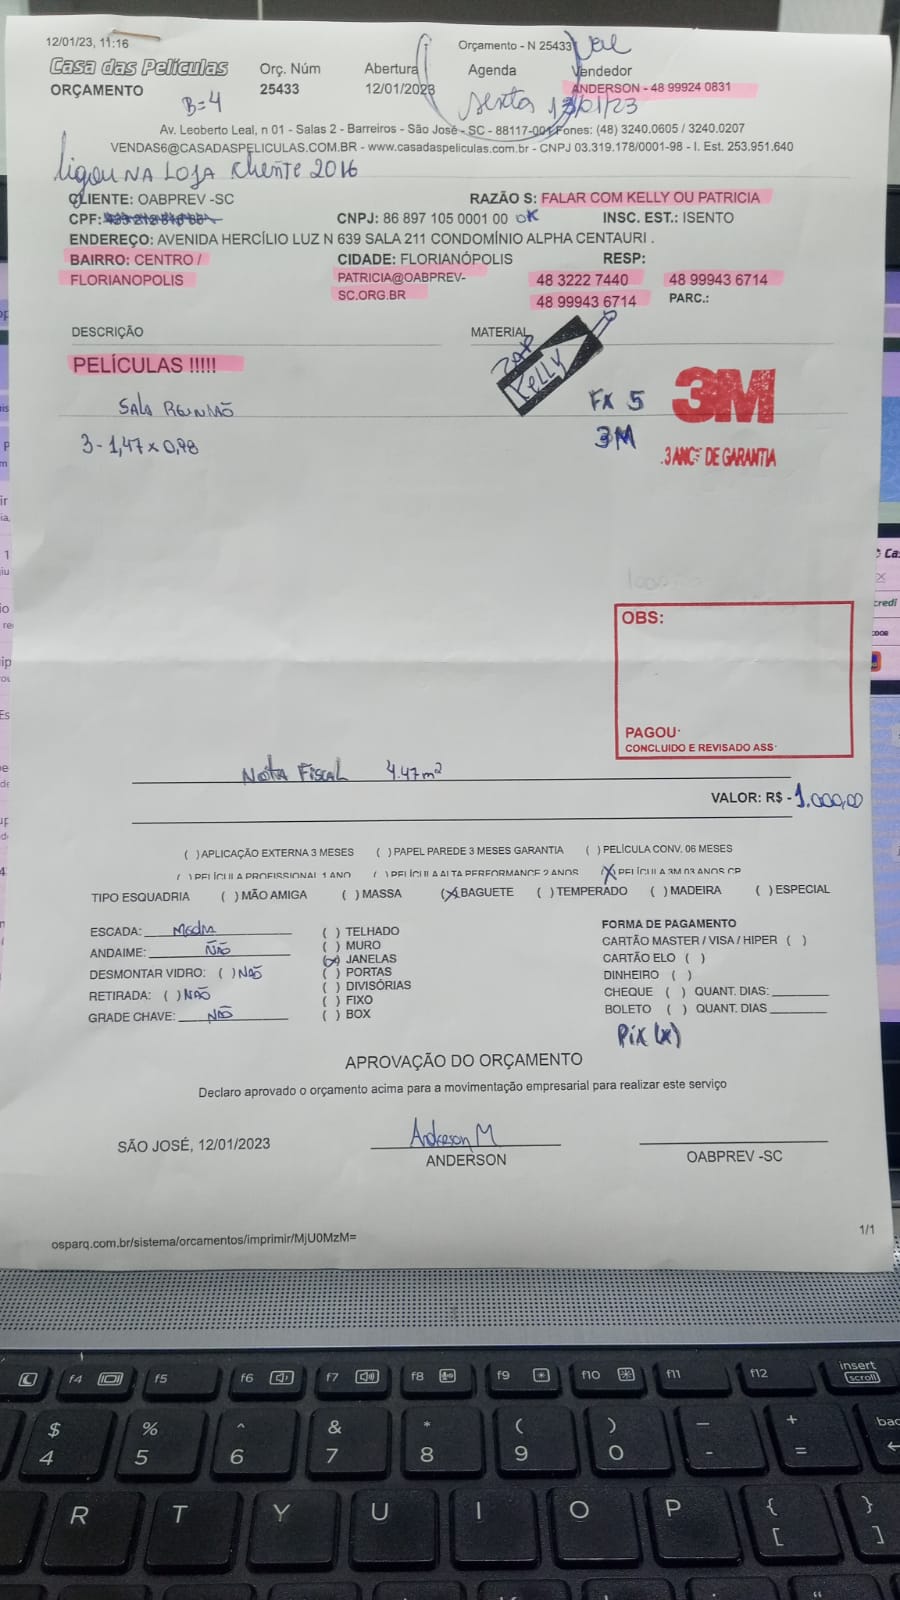 12/01/23, 11:16
Orçamento - N 25433
Casa das Películas
Orç. Núm
Abertura
Agenda
Vendedor
ORÇAMENTO
25433
12/01/2023
ANDERSON - 48 99924 0831
B=4
sexta 13/01/23
Av. Leoberto Leal, n 01 - Salas 2 - Barreiros - São José - SC - 88117-001 Fones: (48) 3240.0605 / 3240.0207
VENDAS6@CASADASPELICULAS.COM.BR - www.casadaspeliculas.com.br - CNPJ 03.319.178/0001-98 - I. Est. 253.951.640
Ligou NA LOJA Cliente 2016
CLIENTE: OABPREV -SC
RAZÃO S: FALAR COM KELLY OU PATRICIA
CPF:
CNPJ: 86 897 105 0001 00 OK
INSC. EST.: ISENTO
ENDEREÇO: AVENIDA HERCÍLIO LUZ N 639 SALA 211 CONDOMÍNIO ALPHA CENTAURI .
BAIRRO: CENTRO /
CIDADE: FLORIANÓPOLIS
RESP:
FLORIANOPOLIS
PATRICIA@OABPREV-
SC.ORG.BR
48 3222 7440
48 99943 6714
48 99943 6714
PARC.:
DESCRIÇÃO
MATERIAL
PELÍCULAS !!!!!
ZAP
KELLY
Sala Reunião
FX 5
3M
3M
3 ANOS DE GARANTIA
3 - 1,47 x 0,98
OBS:
PAGOU:
CONCLUIDO E REVISADO ASS:
Nota Fiscal 4.47m²
VALOR: R$ - 1.000,00
( ) APLICAÇÃO EXTERNA 3 MESES ( ) PAPEL PAREDE 3 MESES GARANTIA ( ) PELÍCULA CONV. 06 MESES
( ) PELÍCULA PROFISSIONAL 1 ANO ( ) PELÍCULA ALTA PERFORMANCE 2 ANOS (X) PELÍCULA 3M 03 ANOS CP
TIPO ESQUADRIA ( ) MÃO AMIGA ( ) MASSA (X) BAGUETE ( ) TEMPERADO ( ) MADEIRA ( ) ESPECIAL
ESCADA: Media
ANDAIME: Não
DESMONTAR VIDRO: ( ) Não
RETIRADA: ( ) Não
GRADE CHAVE: Não
( ) TELHADO
( ) MURO
(X) JANELAS
( ) PORTAS
( ) DIVISÓRIAS
( ) FIXO
( ) BOX
FORMA DE PAGAMENTO
CARTÃO MASTER / VISA / HIPER ( )
CARTÃO ELO ( )
DINHEIRO ( )
CHEQUE ( ) QUANT. DIAS:
BOLETO ( ) QUANT. DIAS
Pix (x)
APROVAÇÃO DO ORÇAMENTO
Declaro aprovado o orçamento acima para a movimentação empresarial para realizar este serviço
SÃO JOSÉ, 12/01/2023
Anderson M
ANDERSON
OABPREV -SC
osparq.com.br/sistema/orcamentos/imprimir/MjU0MzM=
1/1
f4 f5 f6 f7 f8 f9 f10 f11 f12 insert
scroll
$ % ^ & * ( ) — +
4 5 6 7 8 9 0 - =
R T Y U I O P { }
[ ]